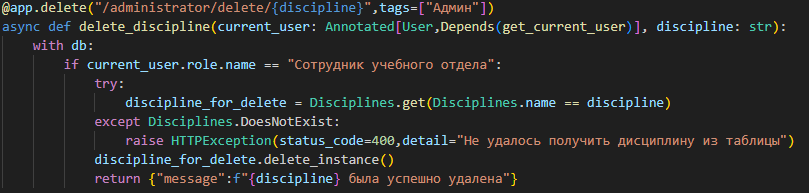 @app.delete("/administrator/delete/{discipline}",tags=["Админ"])
async def delete_discipline(current_user: Annotated[User,Depends(get_current_user)], discipline: str):
    with db:
        if current_user.role.name == "Сотрудник учебного отдела":
            try:
                discipline_for_delete = Disciplines.get(Disciplines.name == discipline)
            except Disciplines.DoesNotExist:
                raise HTTPException(status_code=400,detail="Не удалось получить дисциплину из таблицы")
            discipline_for_delete.delete_instance()
            return {"message":f"{discipline} была успешно удалена"}